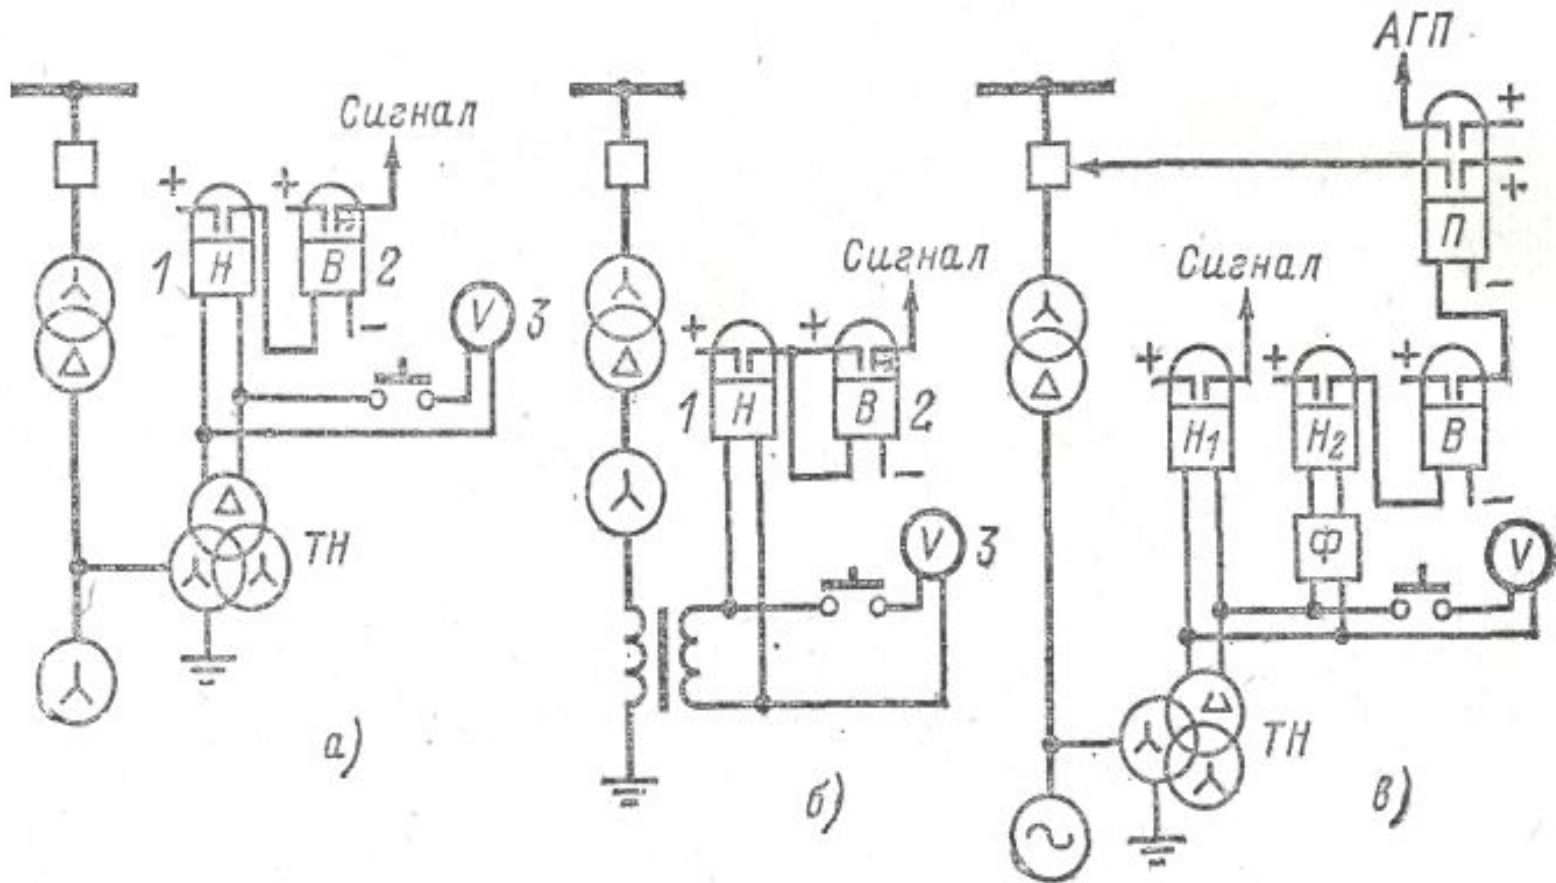 АГП
Сигнал
+
+
+
+
П
1
Н
В
2
–
V
3
Сигнал
Сигнал
–
+
+
+
+
+
1
Н
В
2
Н1
Н2
В
–
–
ТН
V
3
Ф
V
ТН
а)
б)
в)